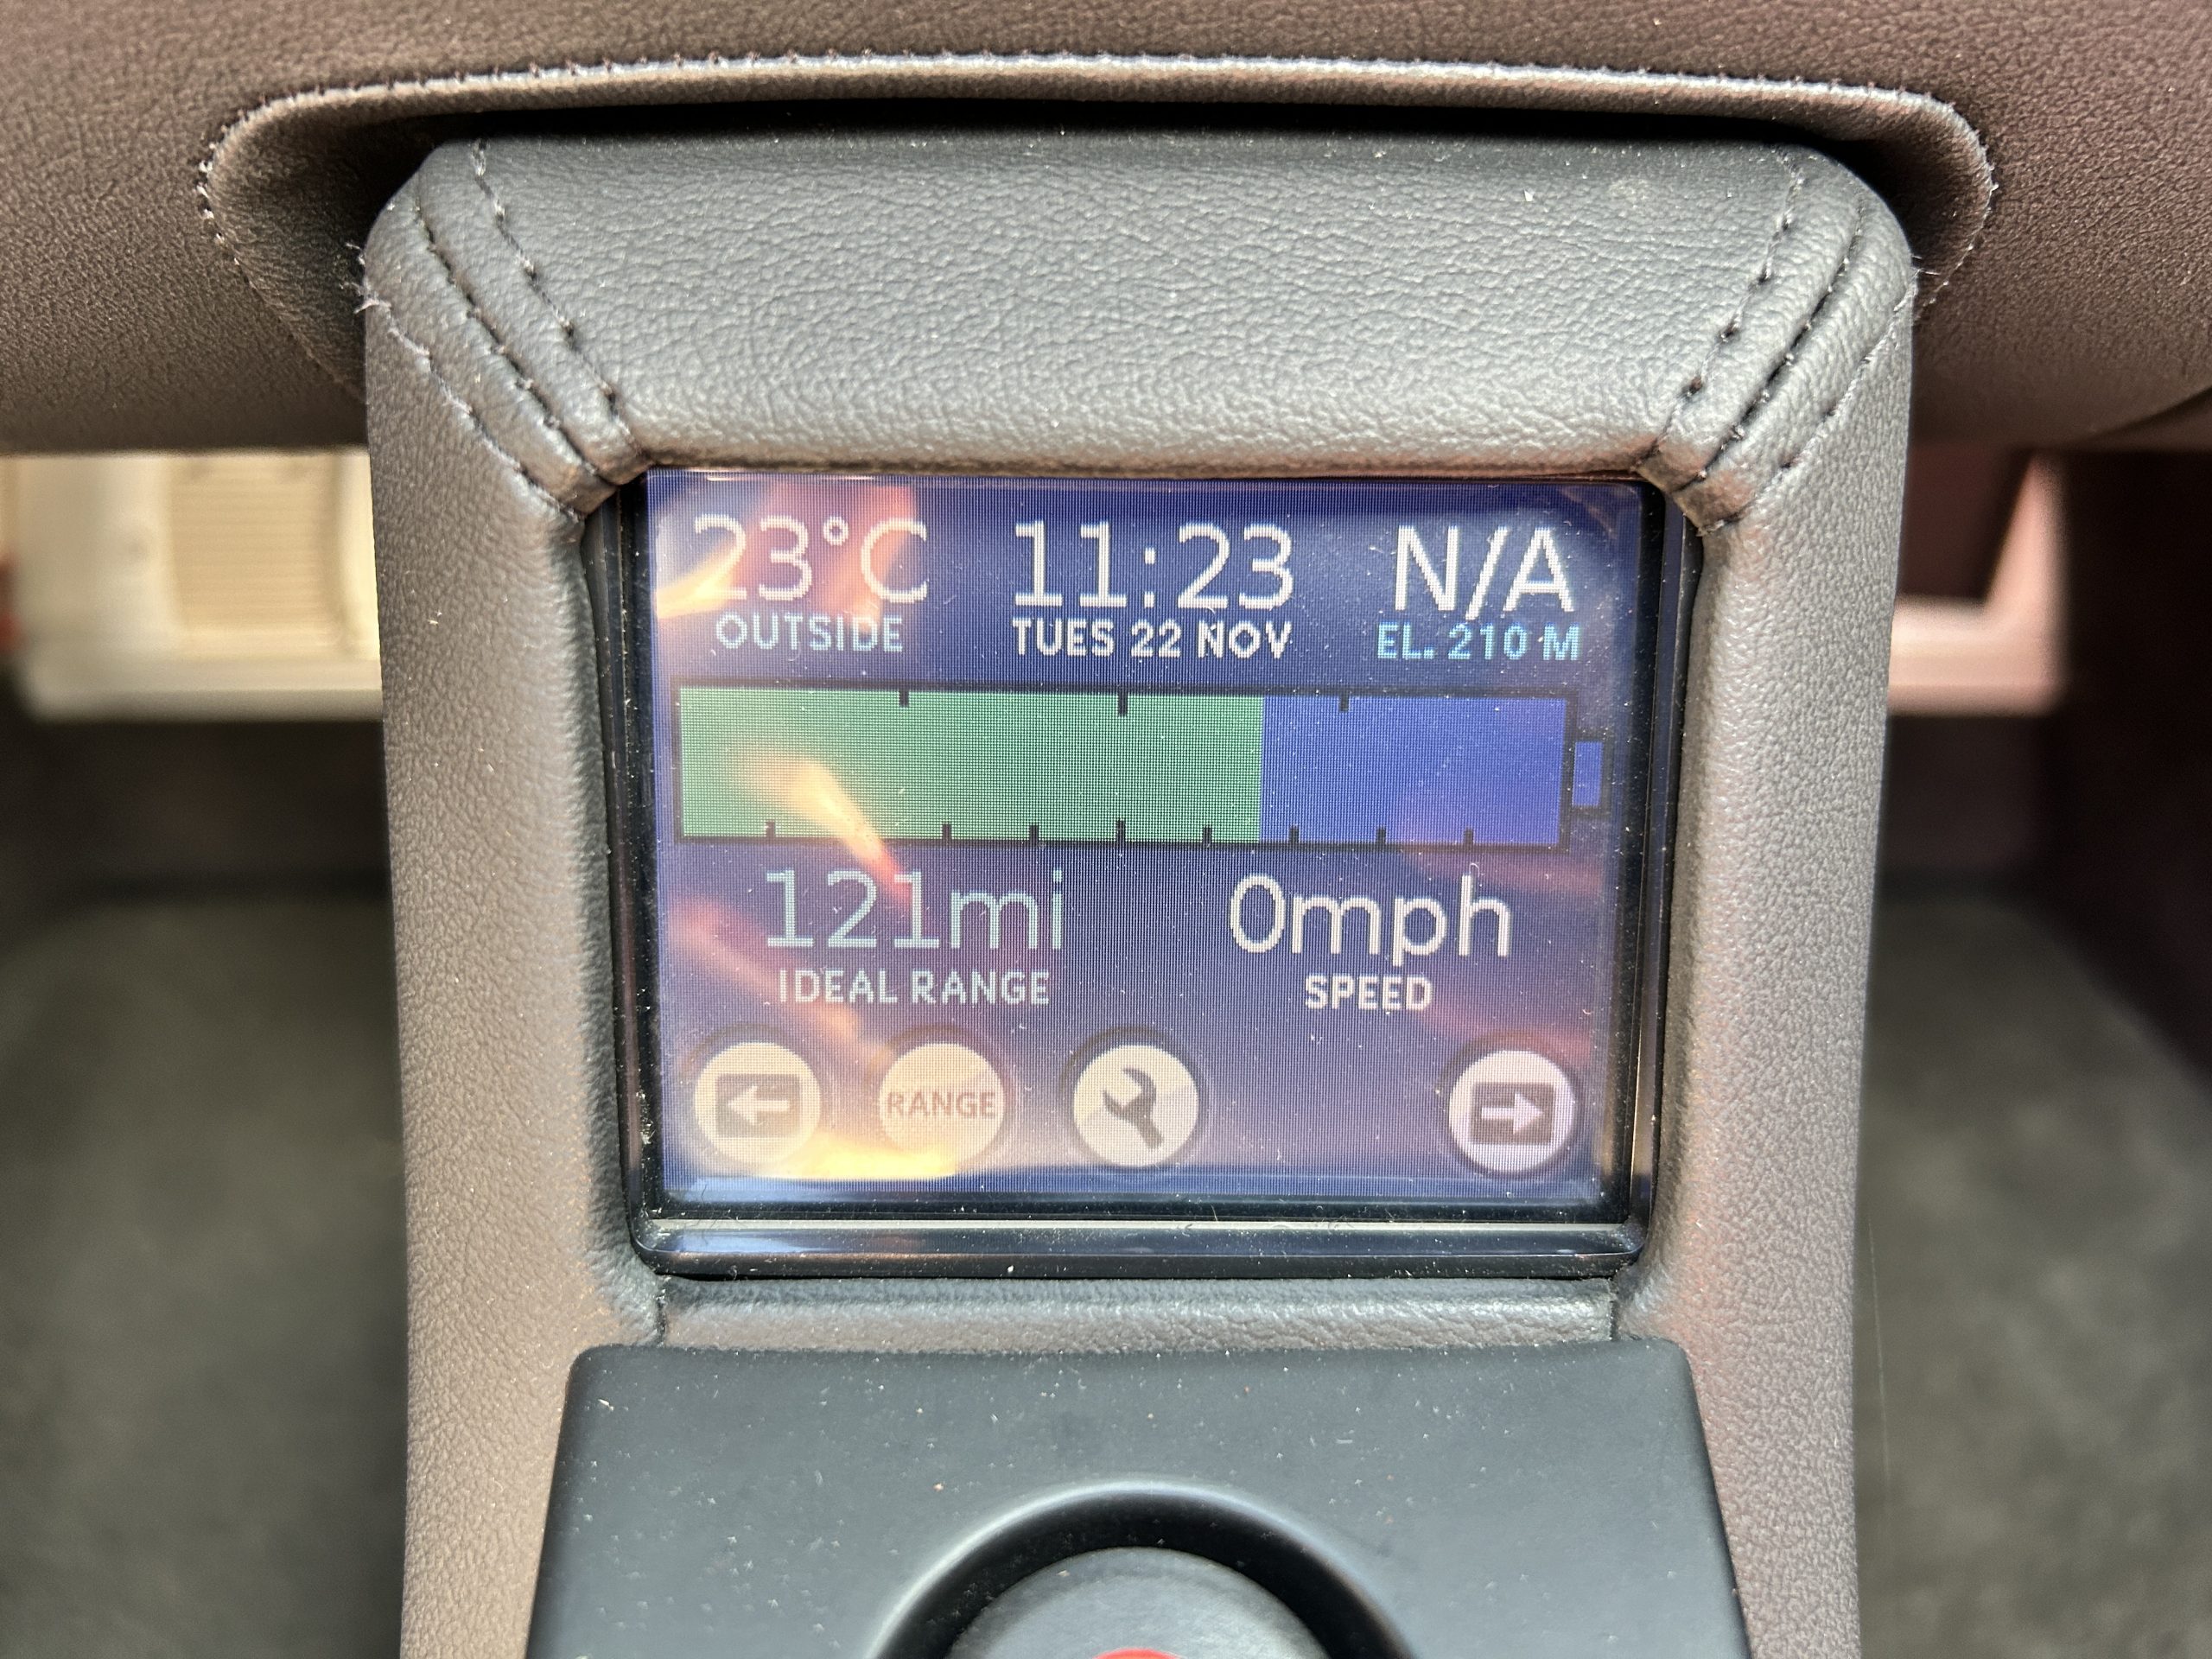 23°C 11:23 N/A
OUTSIDE TUES 22 NOV EL. 210 M
121mi 0mph
IDEAL RANGE SPEED
RANGE